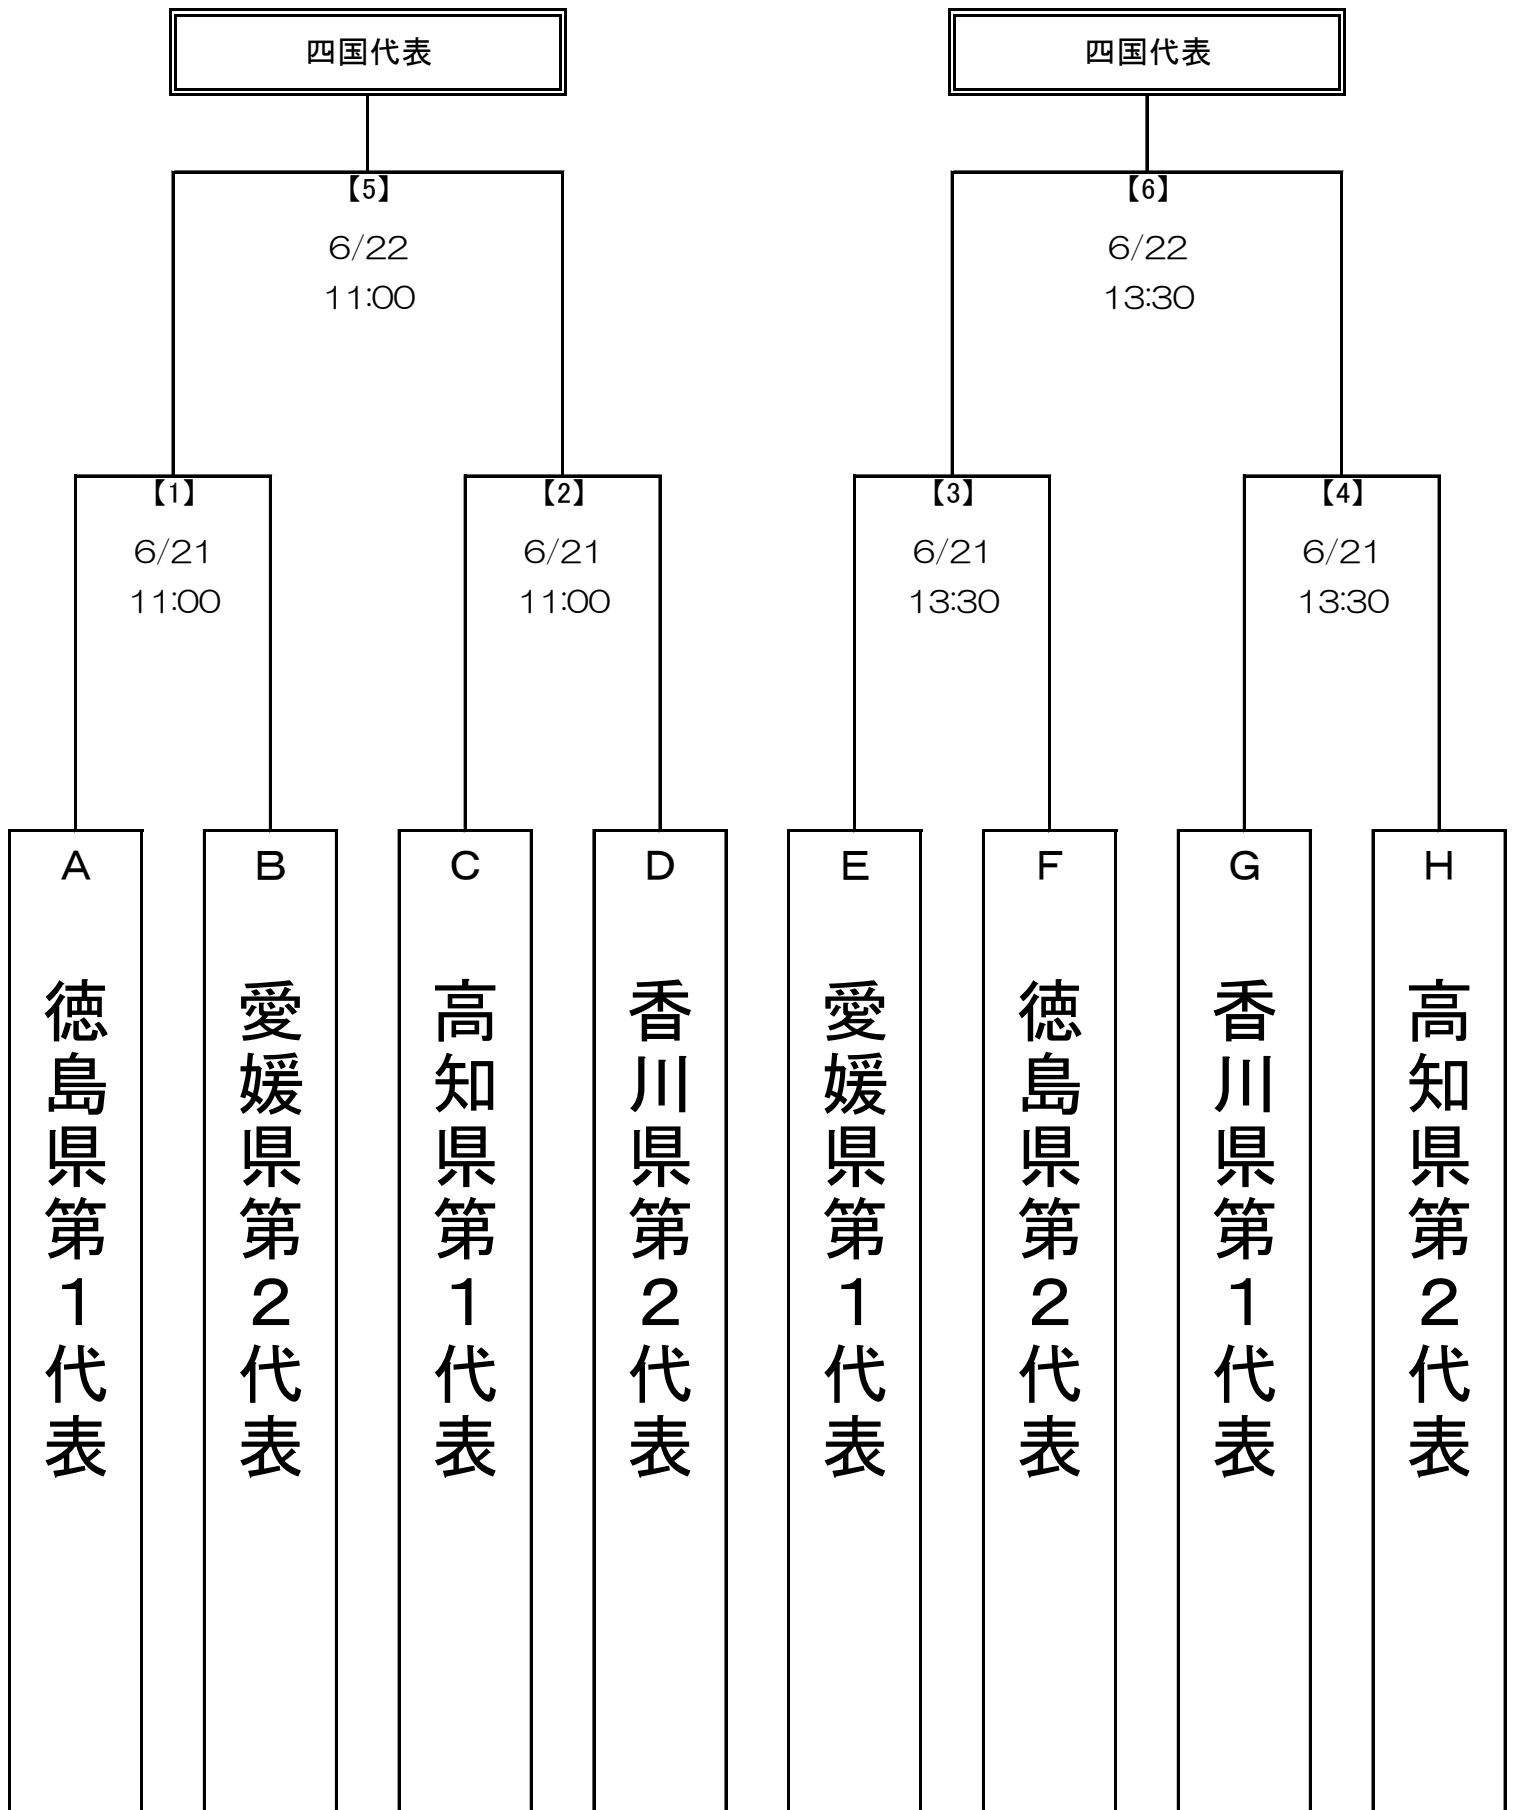 四国代表
四国代表
【5】
6/22
11:00
【6】
6/22
13:30
【1】
6/21
11:00
【2】
6/21
11:00
【3】
6/21
13:30
【4】
6/21
13:30
A
徳島県第1代表
B
愛媛県第2代表
C
高知県第1代表
D
香川県第2代表
E
愛媛県第1代表
F
徳島県第2代表
G
香川県第1代表
H
高知県第2代表